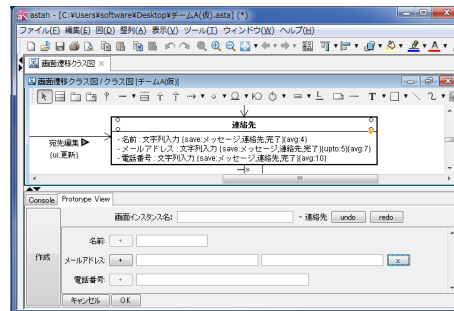 astah - [C:¥Users¥software¥Desktop¥チームA(仮).asta] (*)
ファイル(F) 編集(E) 図(D) 整列(A) 表示(V) ツール(T) ウィンドウ(W) ヘルプ(H)
画面遷移クラス図 ×
画面遷移クラス図 / クラス図 [チームA(仮)]
T
連絡先
宛先編集
(ui:更新)
- 名前 : 文字列入力 {save:メッセージ,連絡先,完了}{avg:4}
- メールアドレス : 文字列入力 {save:メッセージ,連絡先,完了}{upto:5}{avg:7}
- 電話番号 : 文字列入力 {save:メッセージ,連絡先,完了}{avg:10}
Console Prototype View
作成
画面インスタンス名: - 連絡先 undo redo
名前: +
メールアドレス: + x
電話番号: +
キャンセル OK